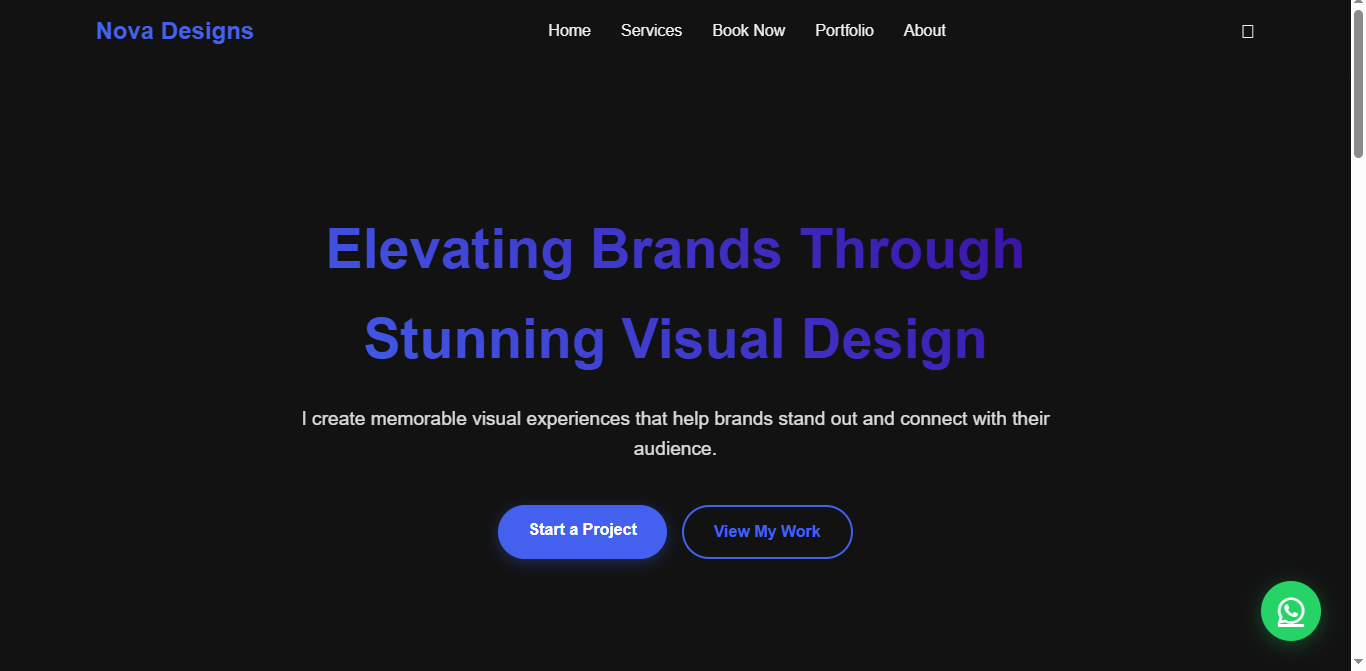 Nova Designs
Home
Services
Book Now
Portfolio
About
Elevating Brands Through
Stunning Visual Design
I create memorable visual experiences that help brands stand out and connect with their
audience.
Start a Project
View My Work